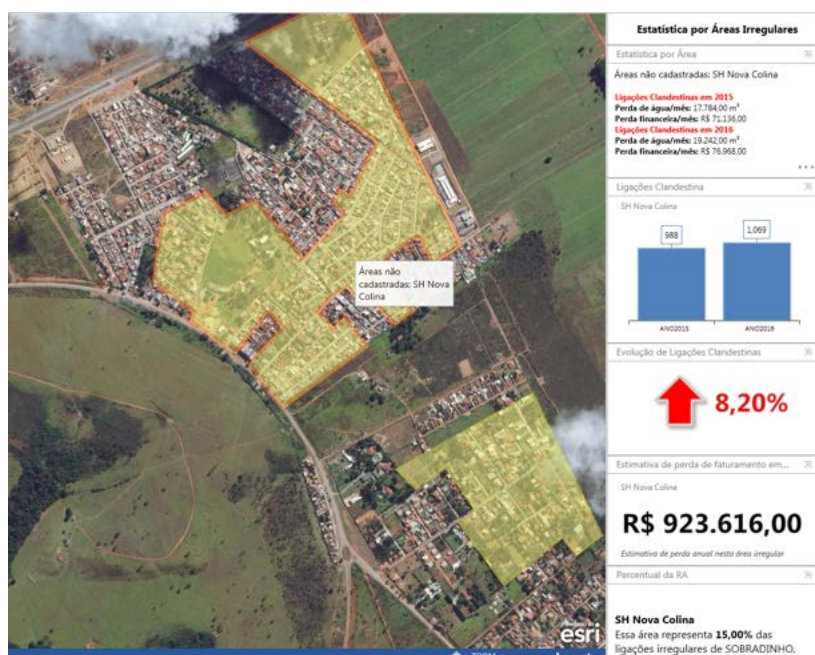 Estatística por Áreas Irregulares
Estatística por Área
Áreas não cadastradas: SH Nova Colina
Ligações Clandestinas em 2015
Perda de água/mês: 17.784,00 m³
Perda financeira/mês: R$ 71.136,00
Ligações Clandestinas em 2016
Perda de água/mês: 19.242,00 m³
Perda financeira/mês: R$ 76.968,00
Ligações Clandestina
SH Nova Colina
988
1,069
ANO2015
ANO2016
Áreas não
cadastradas: SH Nova
Colina
Evolução de Ligações Clandestinas
8,20%
Estimativa de perda de faturamento em...
SH Nova Colina
R$ 923.616,00
Estimativa de perda anual nesta área irregular
Percentual da RA
SH Nova Colina
Essa área representa 15,00% das
ligações irregulares de SOBRADINHO,
esri